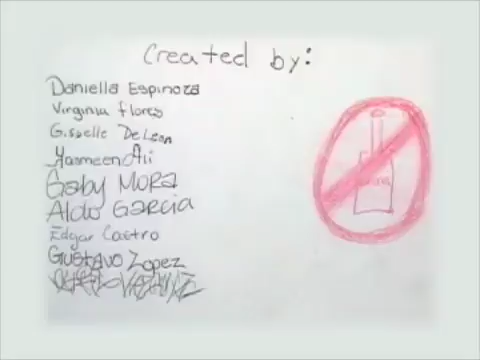 Created by:
Daniella Espinoza
Virginia Flores
Giselle DeLeon
Yasmeen Ali
Gaby Mora
Aldo Garcia
Edgar Castro
Gustavo Lopez